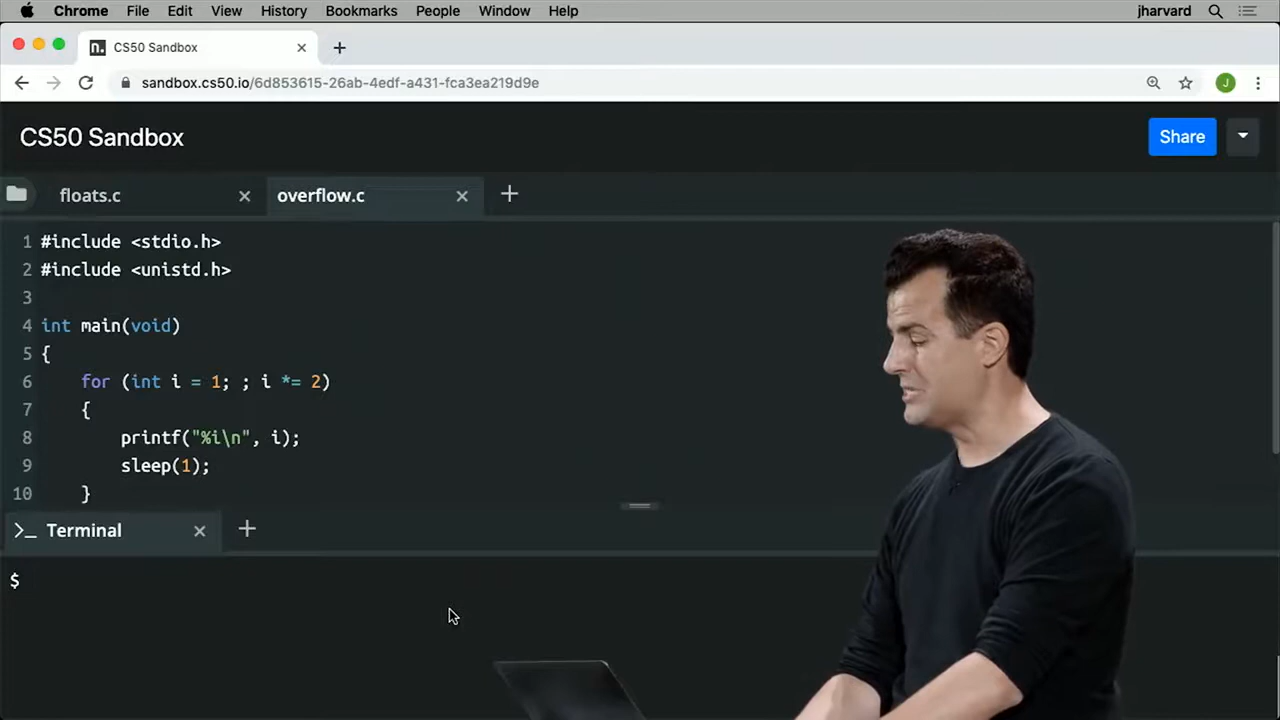 Chrome File Edit View History Bookmarks People Window Help jharvard
n. CS50 Sandbox
sandbox.cs50.io/6d853615-26ab-4edf-a431-fca3ea219d9e J
CS50 Sandbox Share
floats.c overflow.c
1 #include <stdio.h>
2 #include <unistd.h>
3
4 int main(void)
5 {
6 for (int i = 1; ; i *= 2)
7 {
8 printf("%i\n", i);
9 sleep(1);
10 }
>_ Terminal
$